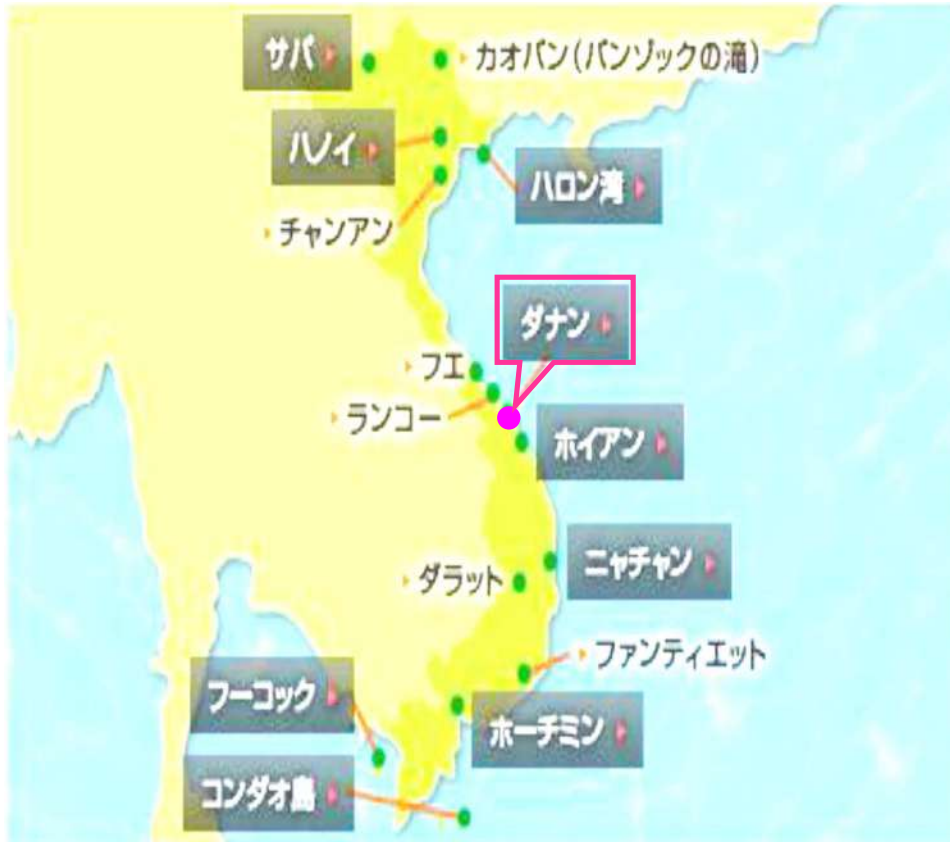 サパ
カオバン(バンゾックの滝)
ハノイ
ハロン湾
チャンアン
ダナン
フエ
ランコー
ホイアン
ニャチャン
ダラット
ファンティエット
フーコック
ホーチミン
コンダオ島